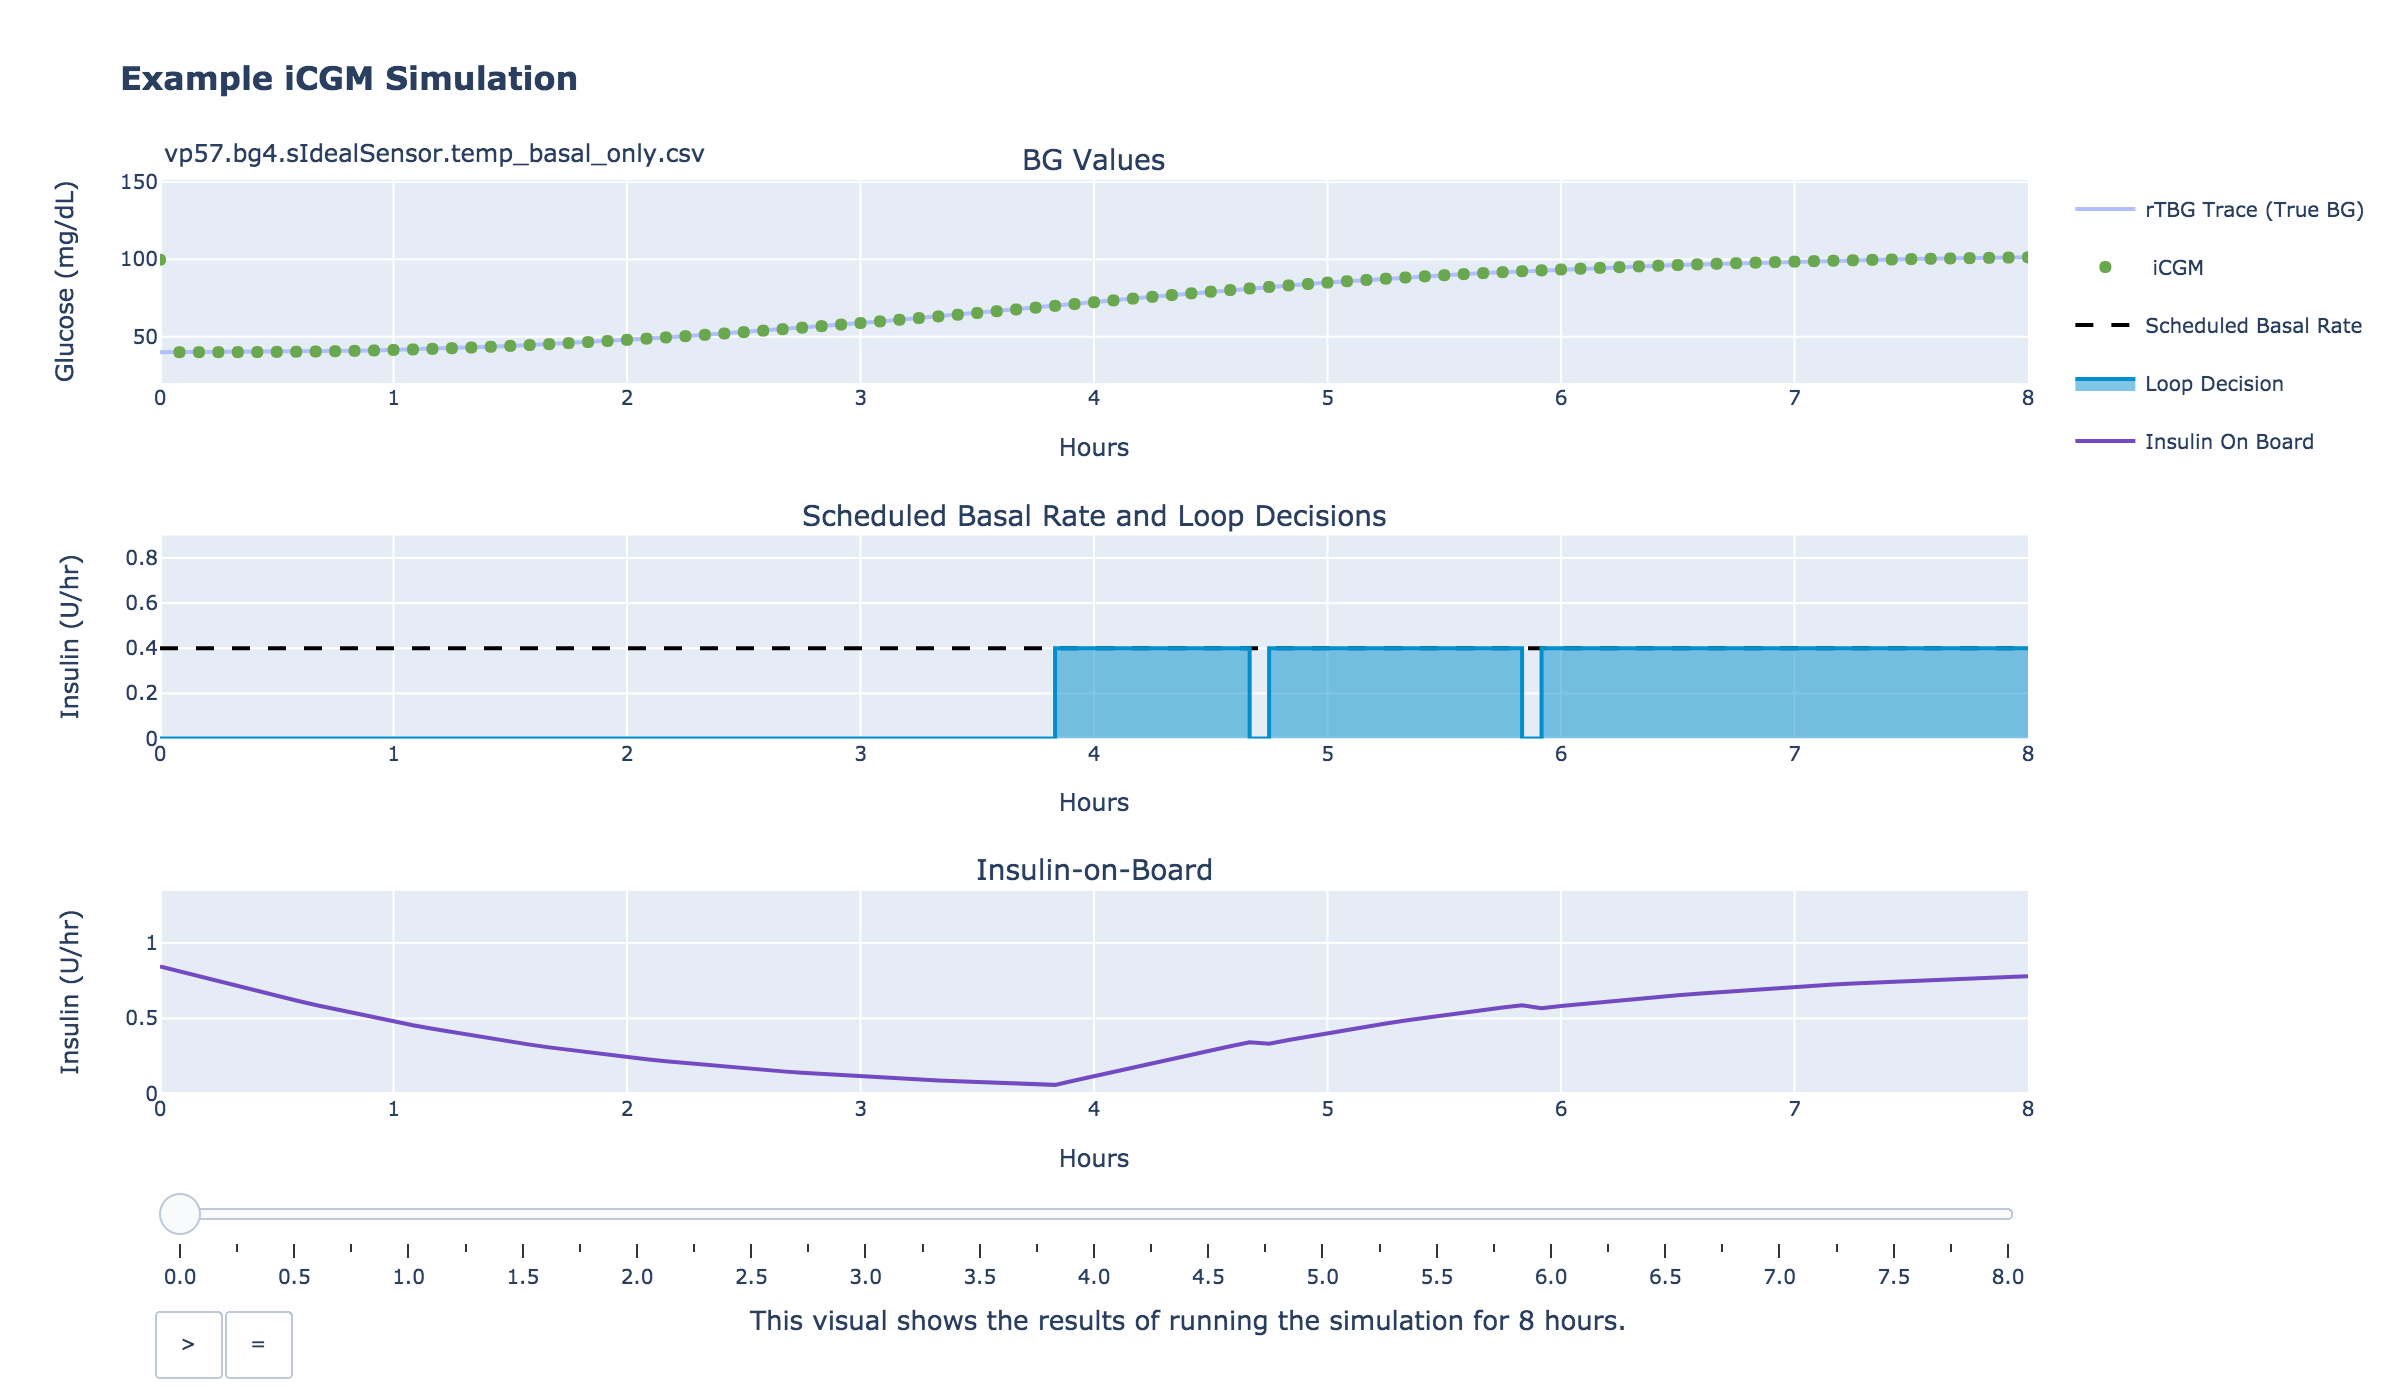 Example iCGM Simulation
vp57.bg4.sIdealSensor.temp_basal_only.csv
BG Values
Glucose (mg/dL)
150
100
50
0 1 2 3 4 5 6 7 8
Hours
rTBG Trace (True BG)
iCGM
Scheduled Basal Rate
Loop Decision
Insulin On Board
Scheduled Basal Rate and Loop Decisions
Insulin (U/hr)
0.8
0.6
0.4
0.2
0
0 1 2 3 4 5 6 7 8
Hours
Insulin-on-Board
Insulin (U/hr)
1
0.5
0
0 1 2 3 4 5 6 7 8
Hours
0.0 0.5 1.0 1.5 2.0 2.5 3.0 3.5 4.0 4.5 5.0 5.5 6.0 6.5 7.0 7.5 8.0
This visual shows the results of running the simulation for 8 hours.
> =